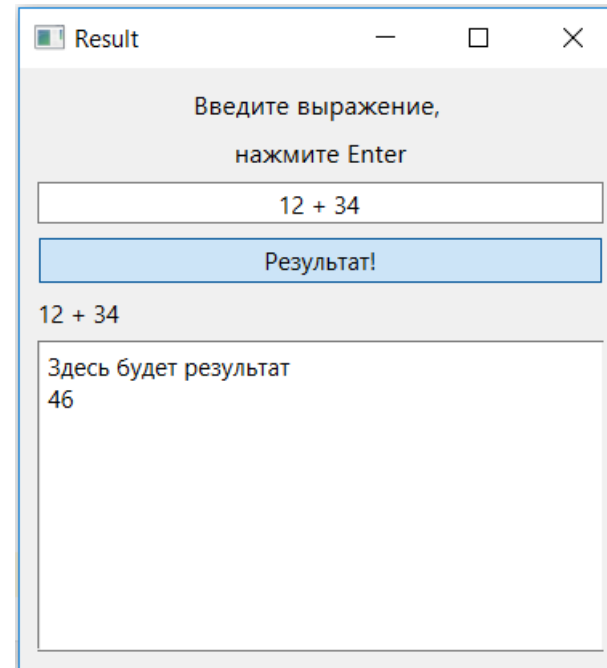 Result
Введите выражение,
нажмите Enter
12 + 34
Результат!
12 + 34
Здесь будет результат
46